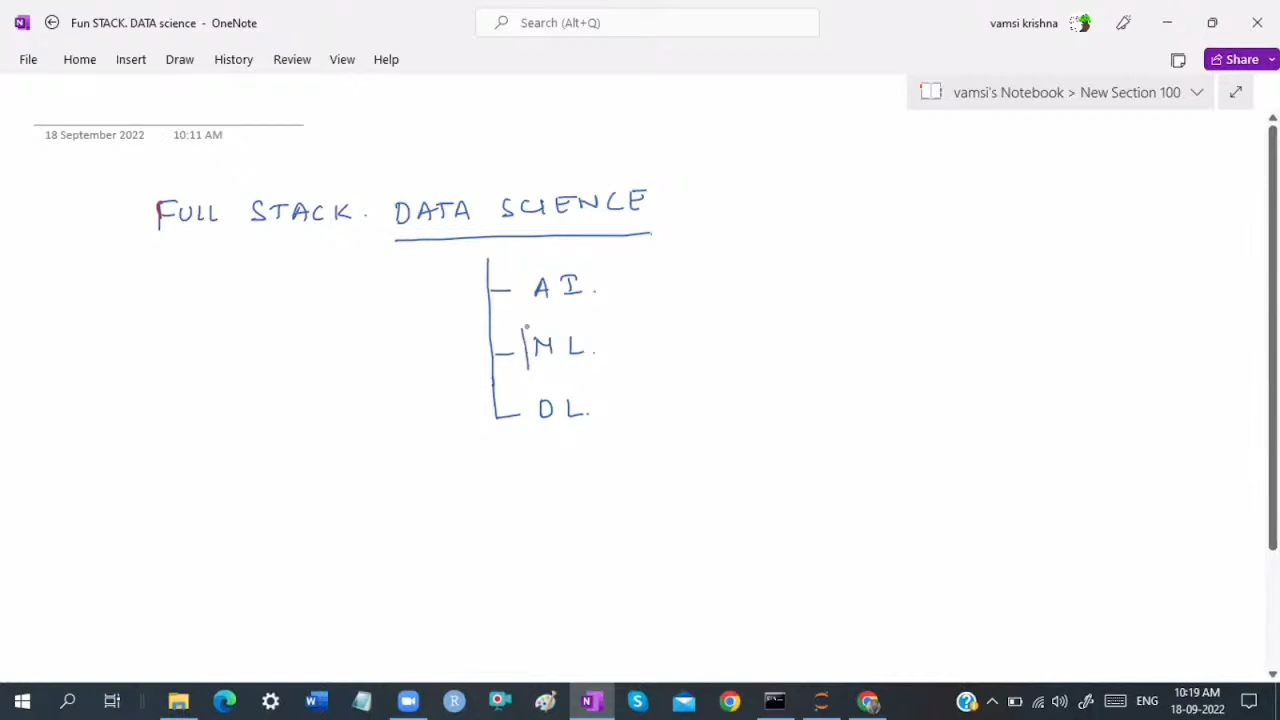 Fun STACK. DATA science - OneNote
Search (Alt+Q)
vamsi krishna
File Home Insert Draw History Review View Help
Share
vamsi's Notebook > New Section 100
18 September 2022 10:11 AM
FULL STACK. DATA SCIENCE
AI.
ML.
DL.
ENG
10:19 AM
18-09-2022